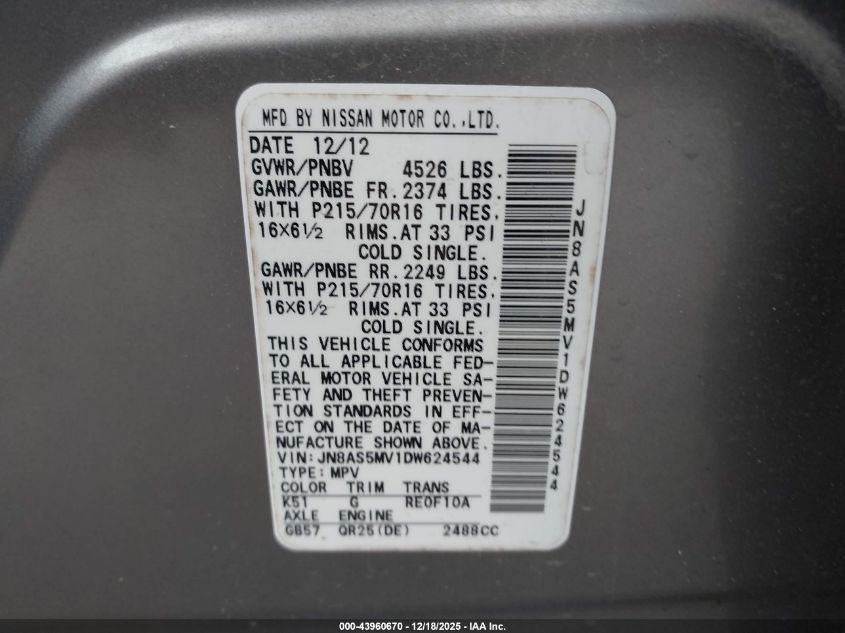 MFD BY NISSAN MOTOR CO.,LTD.
DATE 12/12
GVWR/PNBV 4526 LBS.
GAWR/PNBE FR. 2374 LBS.
WITH P215/70R16 TIRES.
16X6½ RIMS. AT 33 PSI
COLD SINGLE.
GAWR/PNBE RR. 2249 LBS.
WITH P215/70R16 TIRES.
16X6½ RIMS. AT 33 PSI
COLD SINGLE.
THIS VEHICLE CONFORMS
TO ALL APPLICABLE FED-
ERAL MOTOR VEHICLE SA-
FETY AND THEFT PREVEN-
TION STANDARDS IN EFF-
ECT ON THE DATE OF MA-
NUFACTURE SHOWN ABOVE.
VIN: JN8AS5MV1DW624544
TYPE: MPV
COLOR TRIM TRANS
K51 G RE0F10A
AXLE ENGINE
GB57 QR25(DE) 2488CC
JN8AS5MV1DW624544
000-43960670 - 12/18/2025 - IAA Inc.